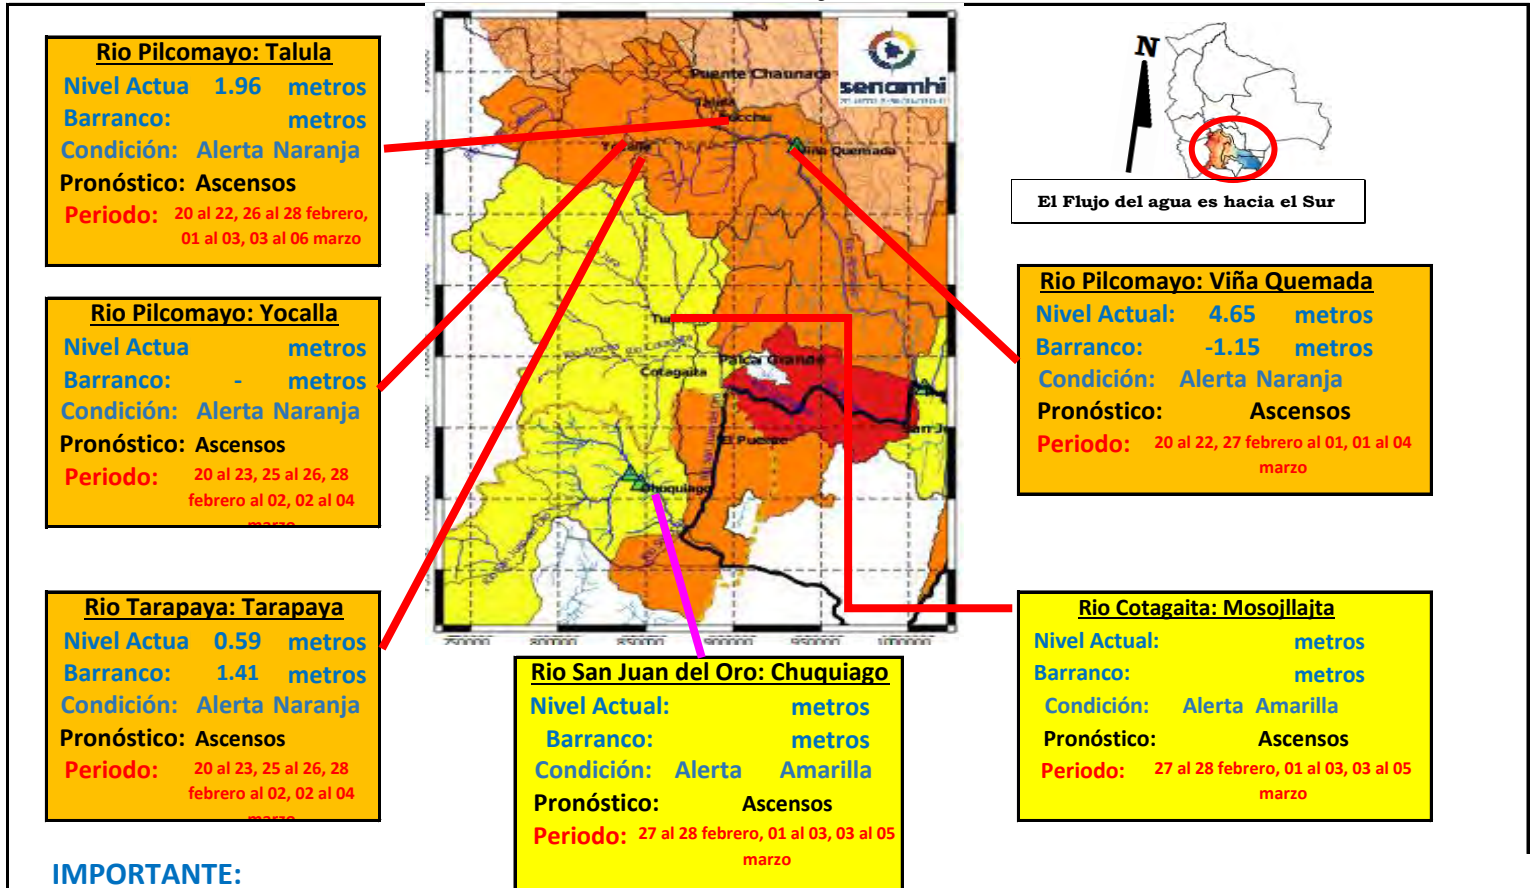 Rio Pilcomayo: Talula
Nivel Actua 1.96 metros
Barranco: metros
Condición: Alerta Naranja
Pronóstico: Ascensos
Periodo: 20 al 22, 26 al 28 febrero,
01 al 03, 03 al 06 marzo
Rio Pilcomayo: Yocalla
Nivel Actua metros
Barranco: - metros
Condición: Alerta Naranja
Pronóstico: Ascensos
Periodo: 20 al 23, 25 al 26, 28
febrero al 02, 02 al 04
marzo
Rio Tarapaya: Tarapaya
Nivel Actua 0.59 metros
Barranco: 1.41 metros
Condición: Alerta Naranja
Pronóstico: Ascensos
Periodo: 20 al 23, 25 al 26, 28
febrero al 02, 02 al 04
marzo
senamhi
Puente Chaunaca
Talula
Viña Quemada
Yocalla
Palca Grande
Cotagaita
El Puente
Chuquiago
750000 800000 850000 900000 950000 1000000
N
El Flujo del agua es hacia el Sur
Rio Pilcomayo: Viña Quemada
Nivel Actual: 4.65 metros
Barranco: -1.15 metros
Condición: Alerta Naranja
Pronóstico: Ascensos
Periodo: 20 al 22, 27 febrero al 01, 01 al 04
marzo
Rio San Juan del Oro: Chuquiago
Nivel Actual: metros
Barranco: metros
Condición: Alerta Amarilla
Pronóstico: Ascensos
Periodo: 27 al 28 febrero, 01 al 03, 03 al 05
marzo
Rio Cotagaita: Mosojllajta
Nivel Actual: metros
Barranco: metros
Condición: Alerta Amarilla
Pronóstico: Ascensos
Periodo: 27 al 28 febrero, 01 al 03, 03 al 05
marzo
IMPORTANTE: